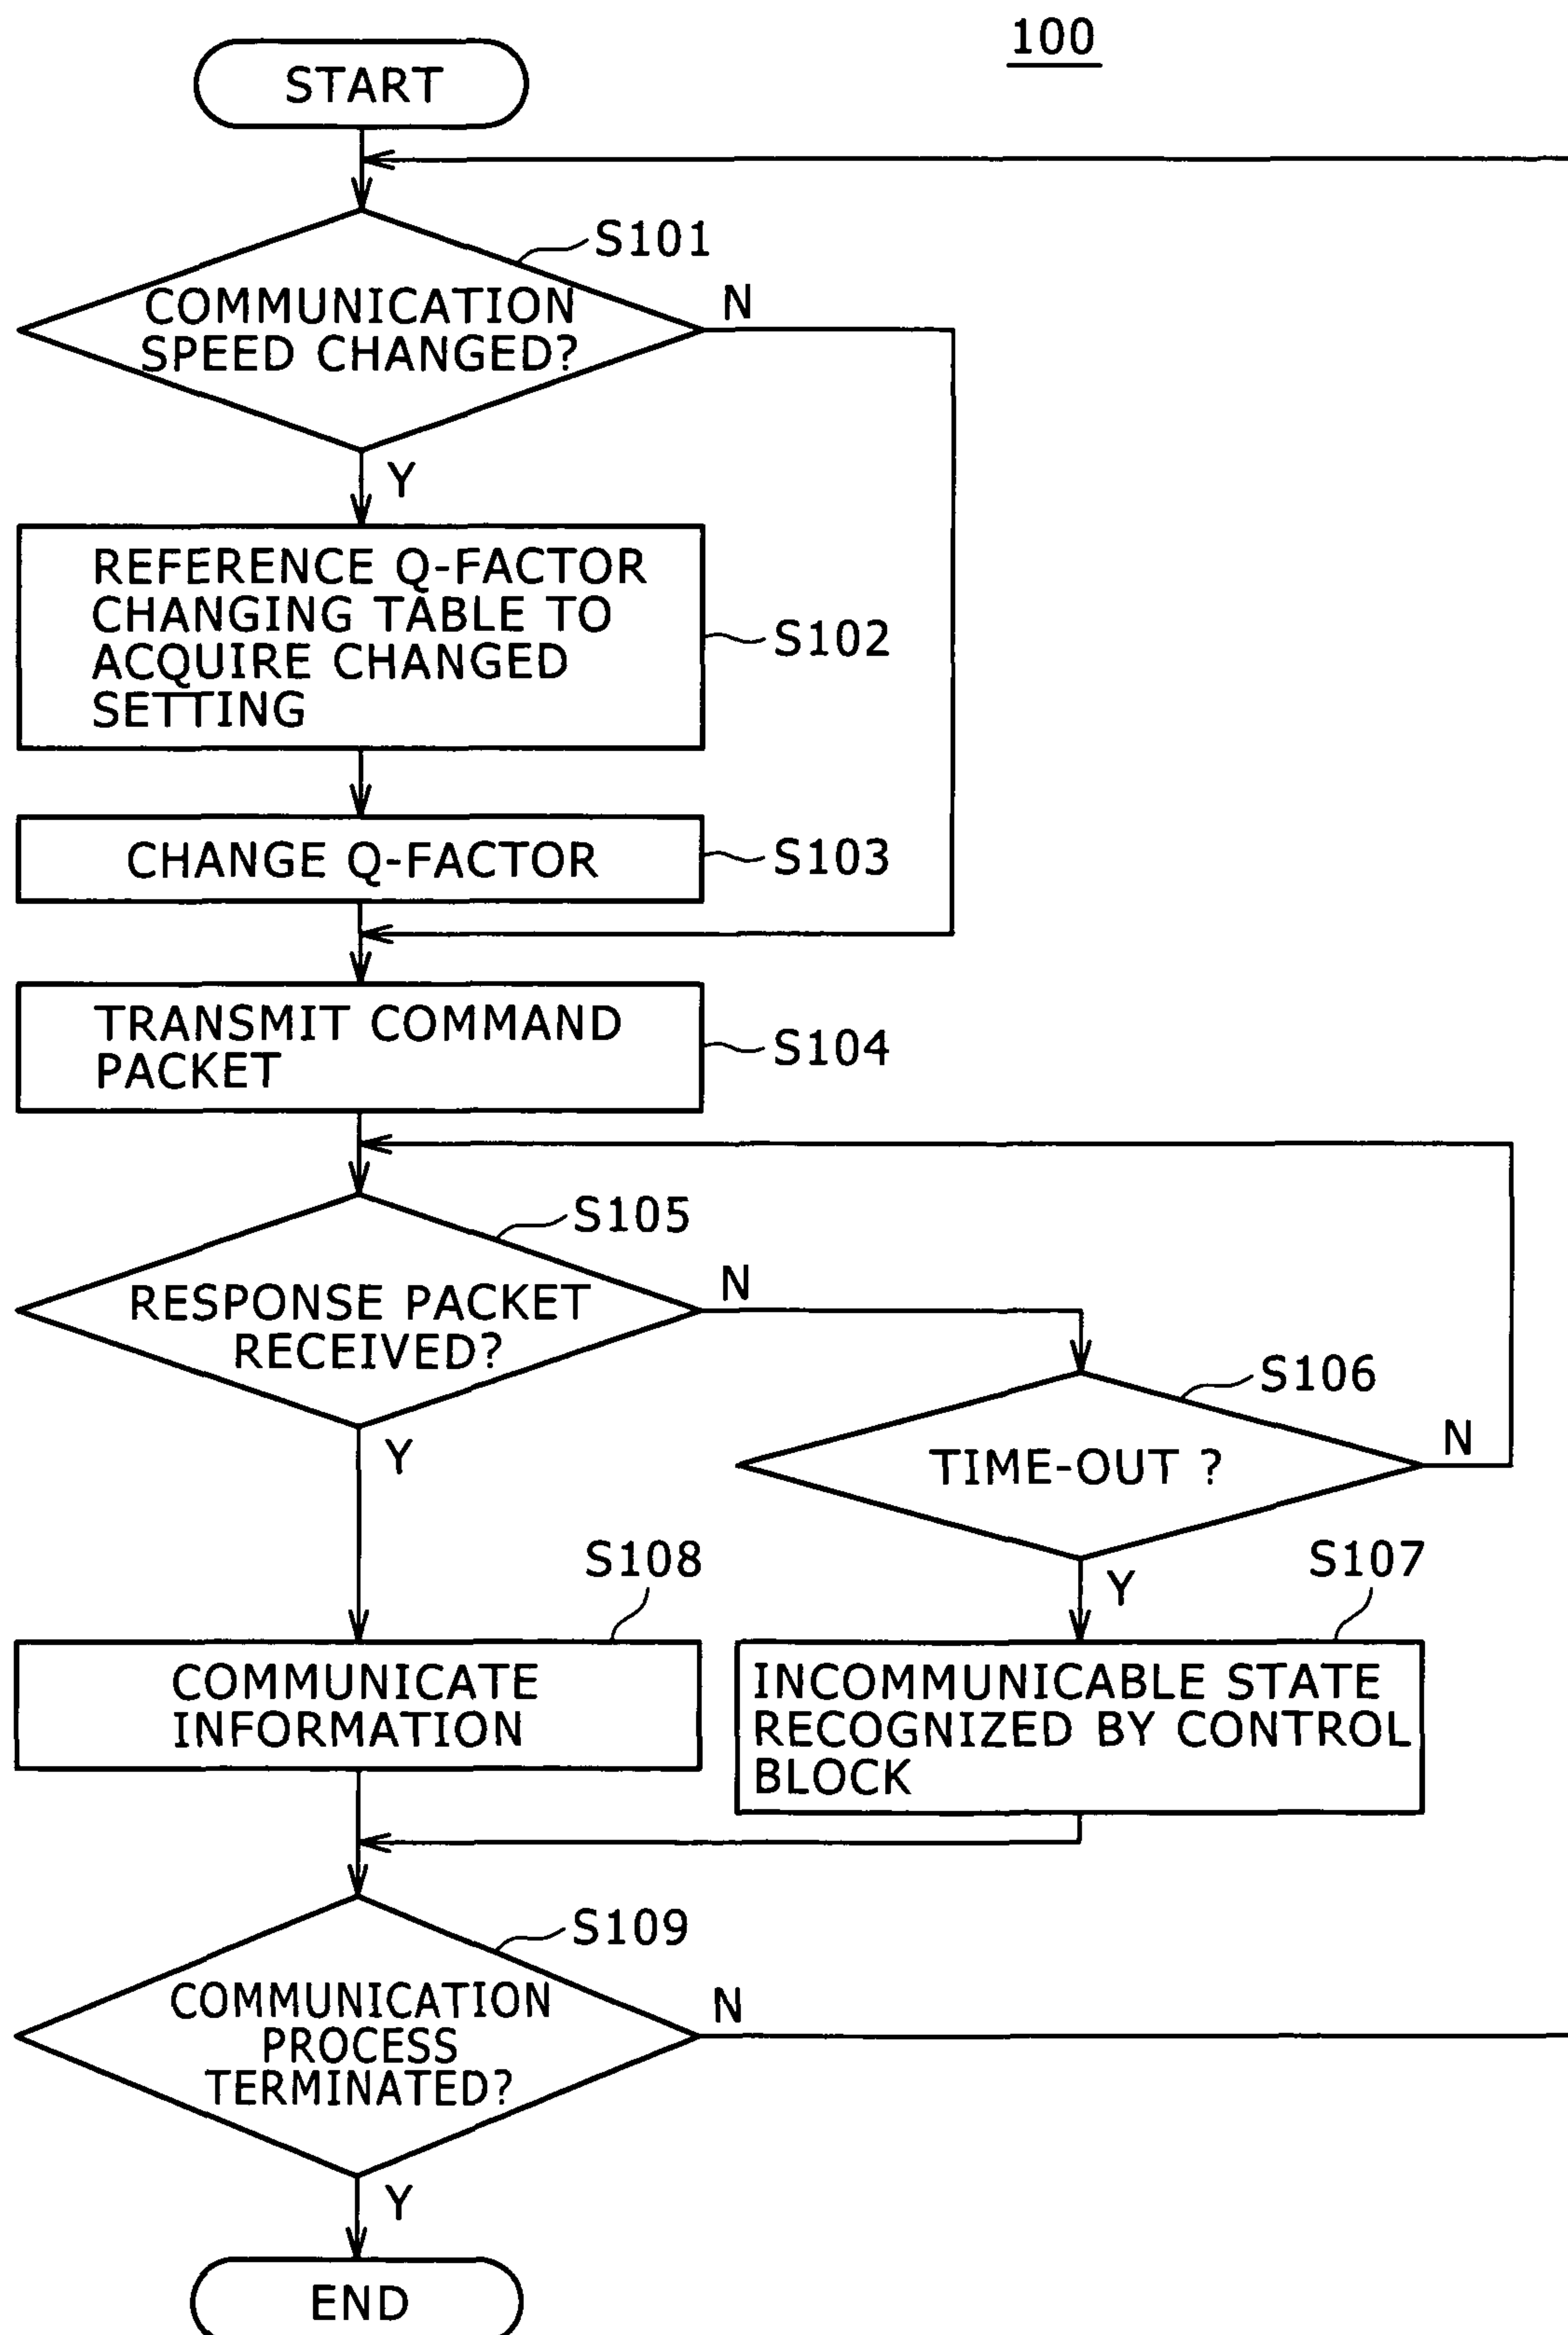 100
START
S101
COMMUNICATION
SPEED CHANGED?
N
Y
REFERENCE Q-FACTOR
CHANGING TABLE TO
ACQUIRE CHANGED
SETTING
S102
CHANGE Q-FACTOR
S103
TRANSMIT COMMAND
PACKET
S104
S105
RESPONSE PACKET
RECEIVED?
N
Y
S106
TIME-OUT ?
N
Y
S108
COMMUNICATE
INFORMATION
S107
INCOMMUNICABLE STATE
RECOGNIZED BY CONTROL
BLOCK
S109
COMMUNICATION
PROCESS
TERMINATED?
N
Y
END